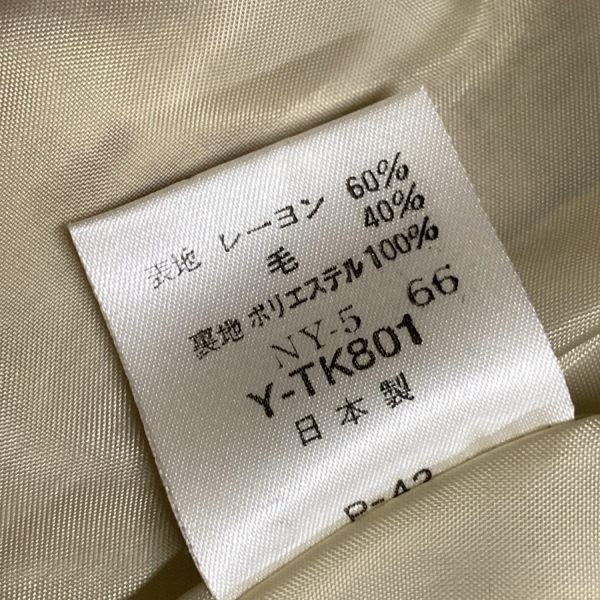 表地 レーヨン 60%
毛 40%
裏地 ポリエステル 100%
NY-5 66
Y-TK801
日本製